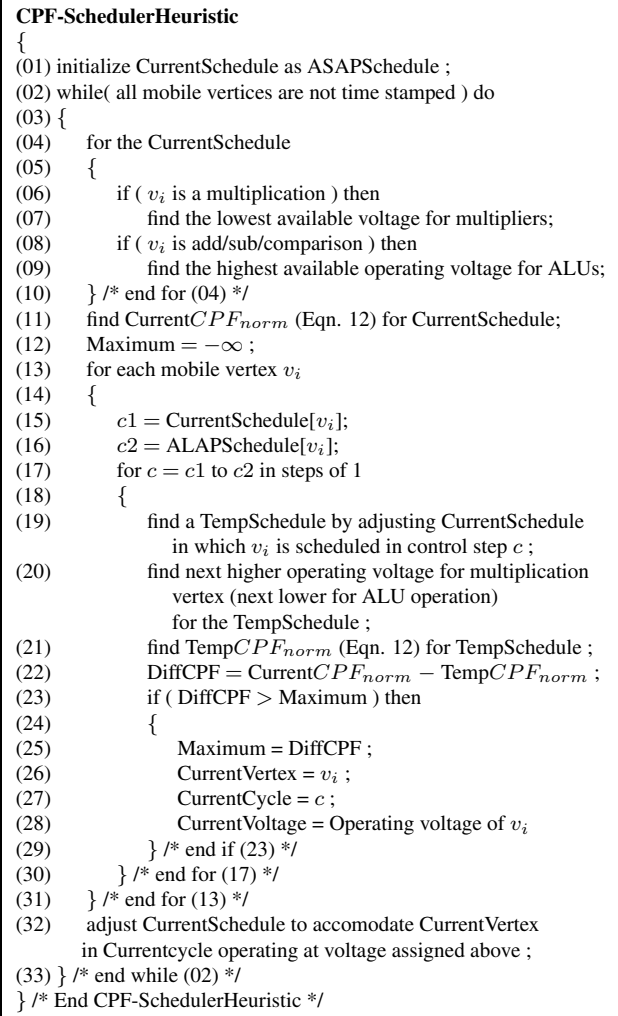 CPF-SchedulerHeuristic
{
(01) initialize CurrentSchedule as ASAPSchedule ;
(02) while( all mobile vertices are not time stamped ) do
(03) {
(04) for the CurrentSchedule
(05) {
(06) if ( v_i is a multiplication ) then
(07) find the lowest available voltage for multipliers;
(08) if ( v_i is add/sub/comparison ) then
(09) find the highest available operating voltage for ALUs;
(10) } /* end for (04) */
(11) find CurrentCPF_norm (Eqn. 12) for CurrentSchedule;
(12) Maximum = −∞ ;
(13) for each mobile vertex v_i
(14) {
(15) c1 = CurrentSchedule[v_i];
(16) c2 = ALAPSchedule[v_i];
(17) for c = c1 to c2 in steps of 1
(18) {
(19) find a TempSchedule by adjusting CurrentSchedule
in which v_i is scheduled in control step c ;
(20) find next higher operating voltage for multiplication
vertex (next lower for ALU operation)
for the TempSchedule ;
(21) find TempCPF_norm (Eqn. 12) for TempSchedule ;
(22) DiffCPF = CurrentCPF_norm − TempCPF_norm ;
(23) if ( DiffCPF > Maximum ) then
(24) {
(25) Maximum = DiffCPF ;
(26) CurrentVertex = v_i ;
(27) CurrentCycle = c ;
(28) CurrentVoltage = Operating voltage of v_i
(29) } /* end if (23) */
(30) } /* end for (17) */
(31) } /* end for (13) */
(32) adjust CurrentSchedule to accomodate CurrentVertex
in Currentcycle operating at voltage assigned above ;
(33) } /* end while (02) */
} /* End CPF-SchedulerHeuristic */